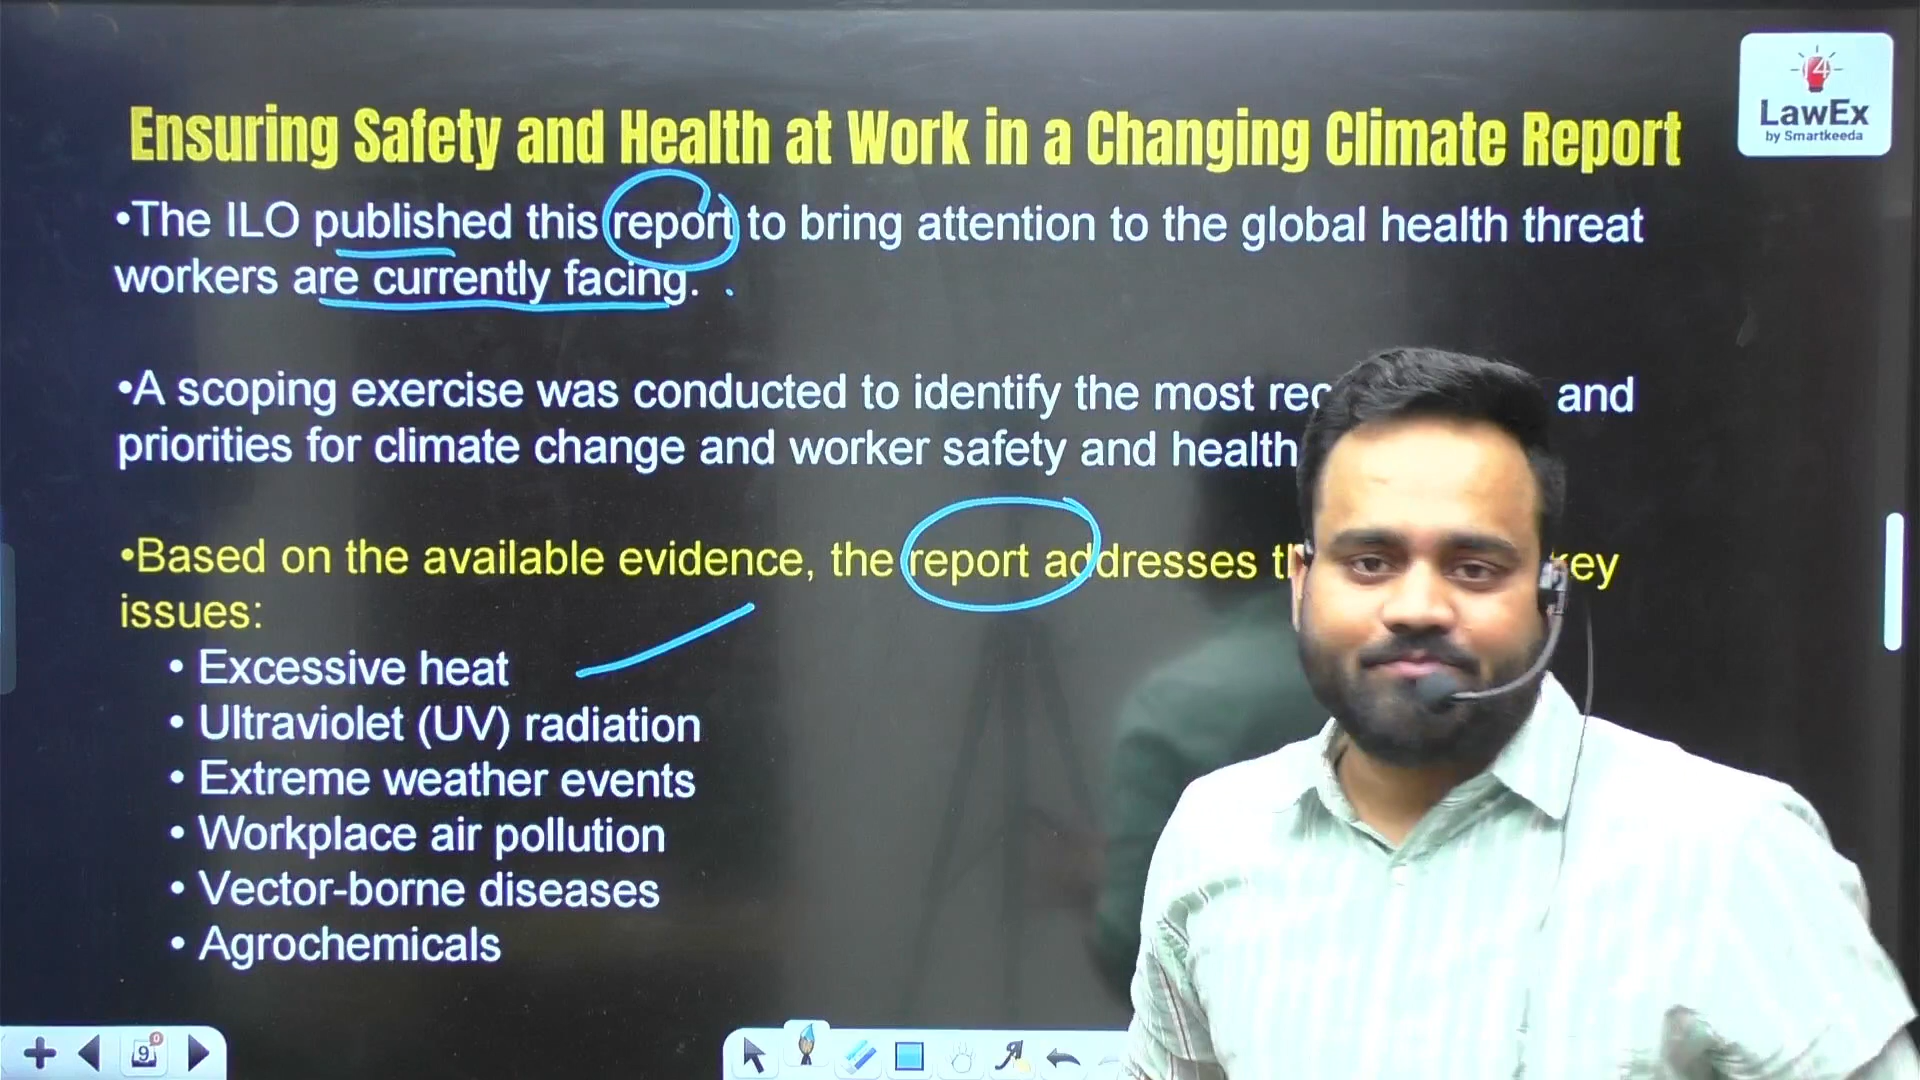 LawEx
by Smartkeeda
Ensuring Safety and Health at Work in a Changing Climate Report
•The ILO published this report to bring attention to the global health threat
workers are currently facing.
•A scoping exercise was conducted to identify the most and
priorities for climate change and worker safety and health
•Based on the available evidence, the report addresses key
issues:
• Excessive heat
• Ultraviolet (UV) radiation
• Extreme weather events
• Workplace air pollution
• Vector-borne diseases
• Agrochemicals
9
0